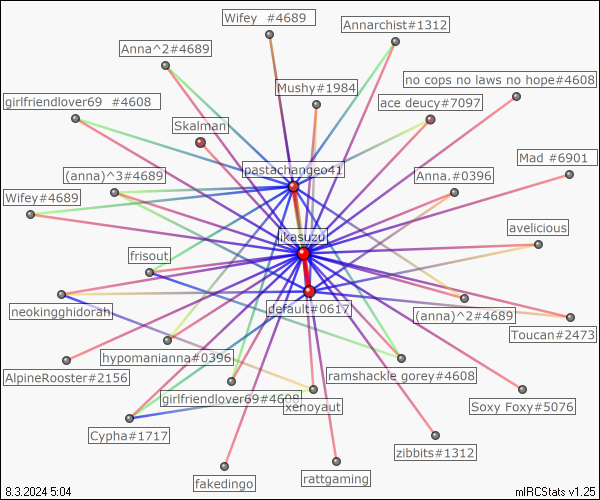 Wifey  #4689
Annarchist#1312
Anna^2#4689
Mushy#1984
no cops no laws no hope#4608
girlfriendlover69  #4608
ace deucy#7097
Skalman
Mad #6901
pastachangeo41
(anna)^3#4689
Anna.#0396
Wifey#4689
avelicious
ikasuzu
frisout
default#0617
neokingghidorah
(anna)^2#4689
Toucan#2473
hypomanianna#0396
AlpineRooster#2156
ramshackle gorey#4608
girlfriendlover69#4608
xenoyaut
Soxy Foxy#5076
Cypha#1717
zibbits#1312
fakedingo
rattgaming
8.3.2024 5:04
mIRCStats v1.25